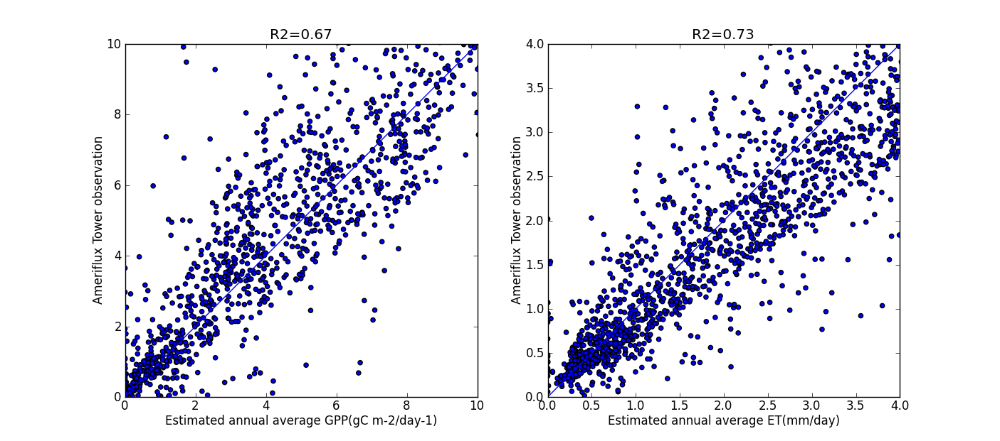 R2=0.67
10
8
6
4
2
0
0 2 4 6 8 10
Ameriflux Tower observation
Estimated annual average GPP(gC m-2/day-1)
R2=0.73
4.0
3.5
3.0
2.5
2.0
1.5
1.0
0.5
0.0
0.0 0.5 1.0 1.5 2.0 2.5 3.0 3.5 4.0
Ameriflux Tower observation
Estimated annual average ET(mm/day)